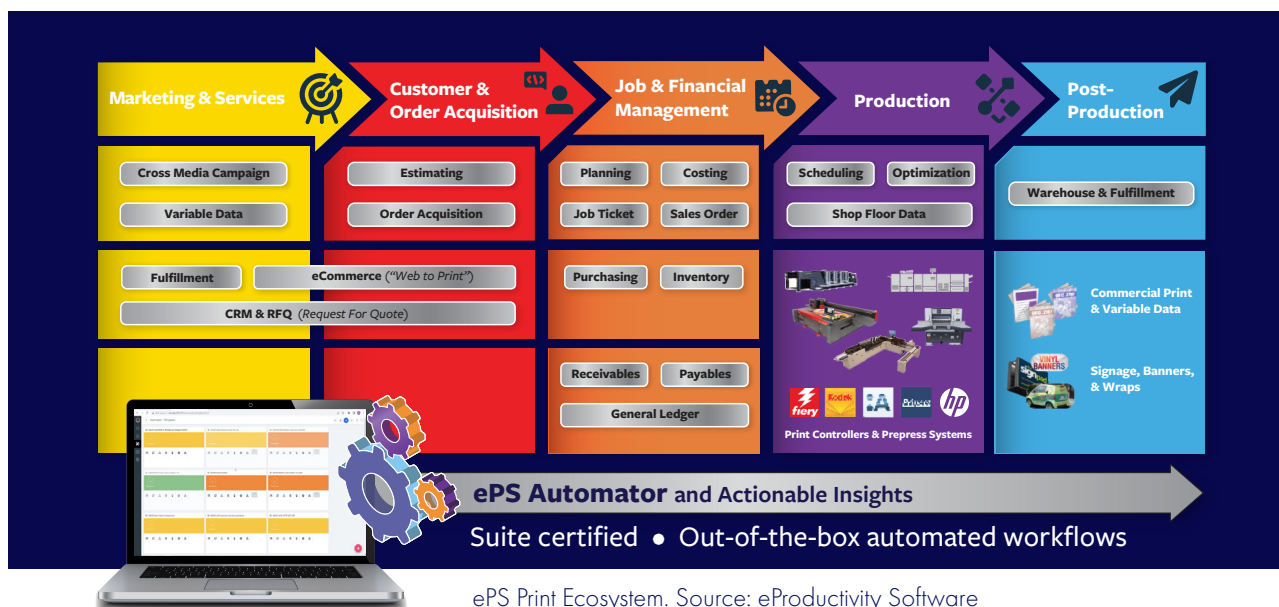 Marketing & Services
Customer &
Order Acquisition
Job & Financial
Management
Production
Post-
Production
Cross Media Campaign
Variable Data
Estimating
Order Acquisition
Planning
Costing
Job Ticket
Sales Order
Scheduling
Optimization
Shop Floor Data
Warehouse & Fulfillment
Fulfillment
eCommerce (“Web to Print”)
CRM & RFQ (Request For Quote)
Purchasing
Inventory
Commercial Print
& Variable Data
VINYL
BANNERS
Signage, Banners,
& Wraps
Receivables
Payables
General Ledger
fiery
Kodak
hp
Print Controllers & Prepress Systems
ePS Automator and Actionable Insights
Suite certified ● Out-of-the-box automated workflows
ePS Print Ecosystem. Source: eProductivity Software